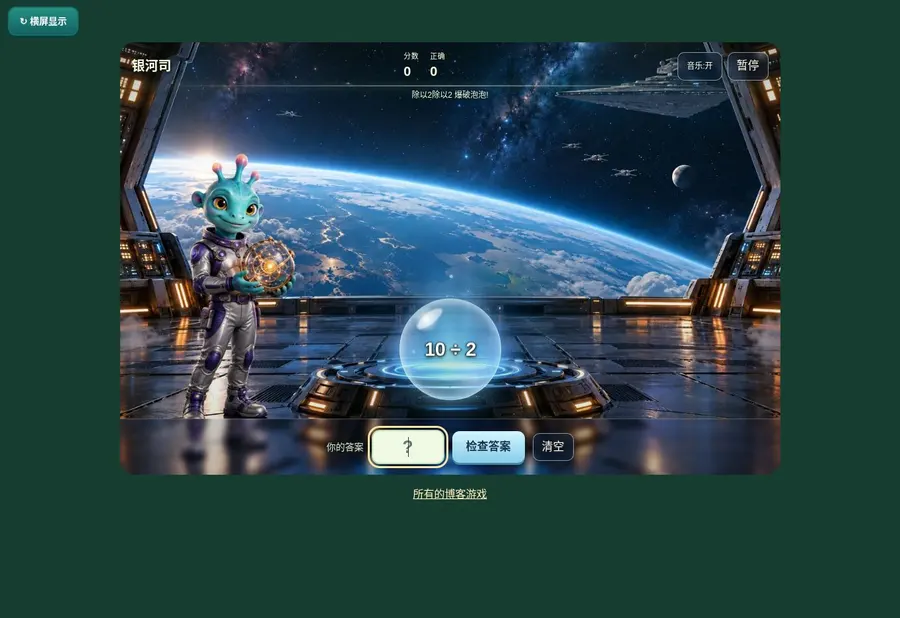 ↻ 横屏显示
银河司
分数 正确
0 0
音乐:开
暂停
除以2除以2 爆破泡泡!
10 ÷ 2
你的答案
?
检查答案
清空
所有的博客游戏